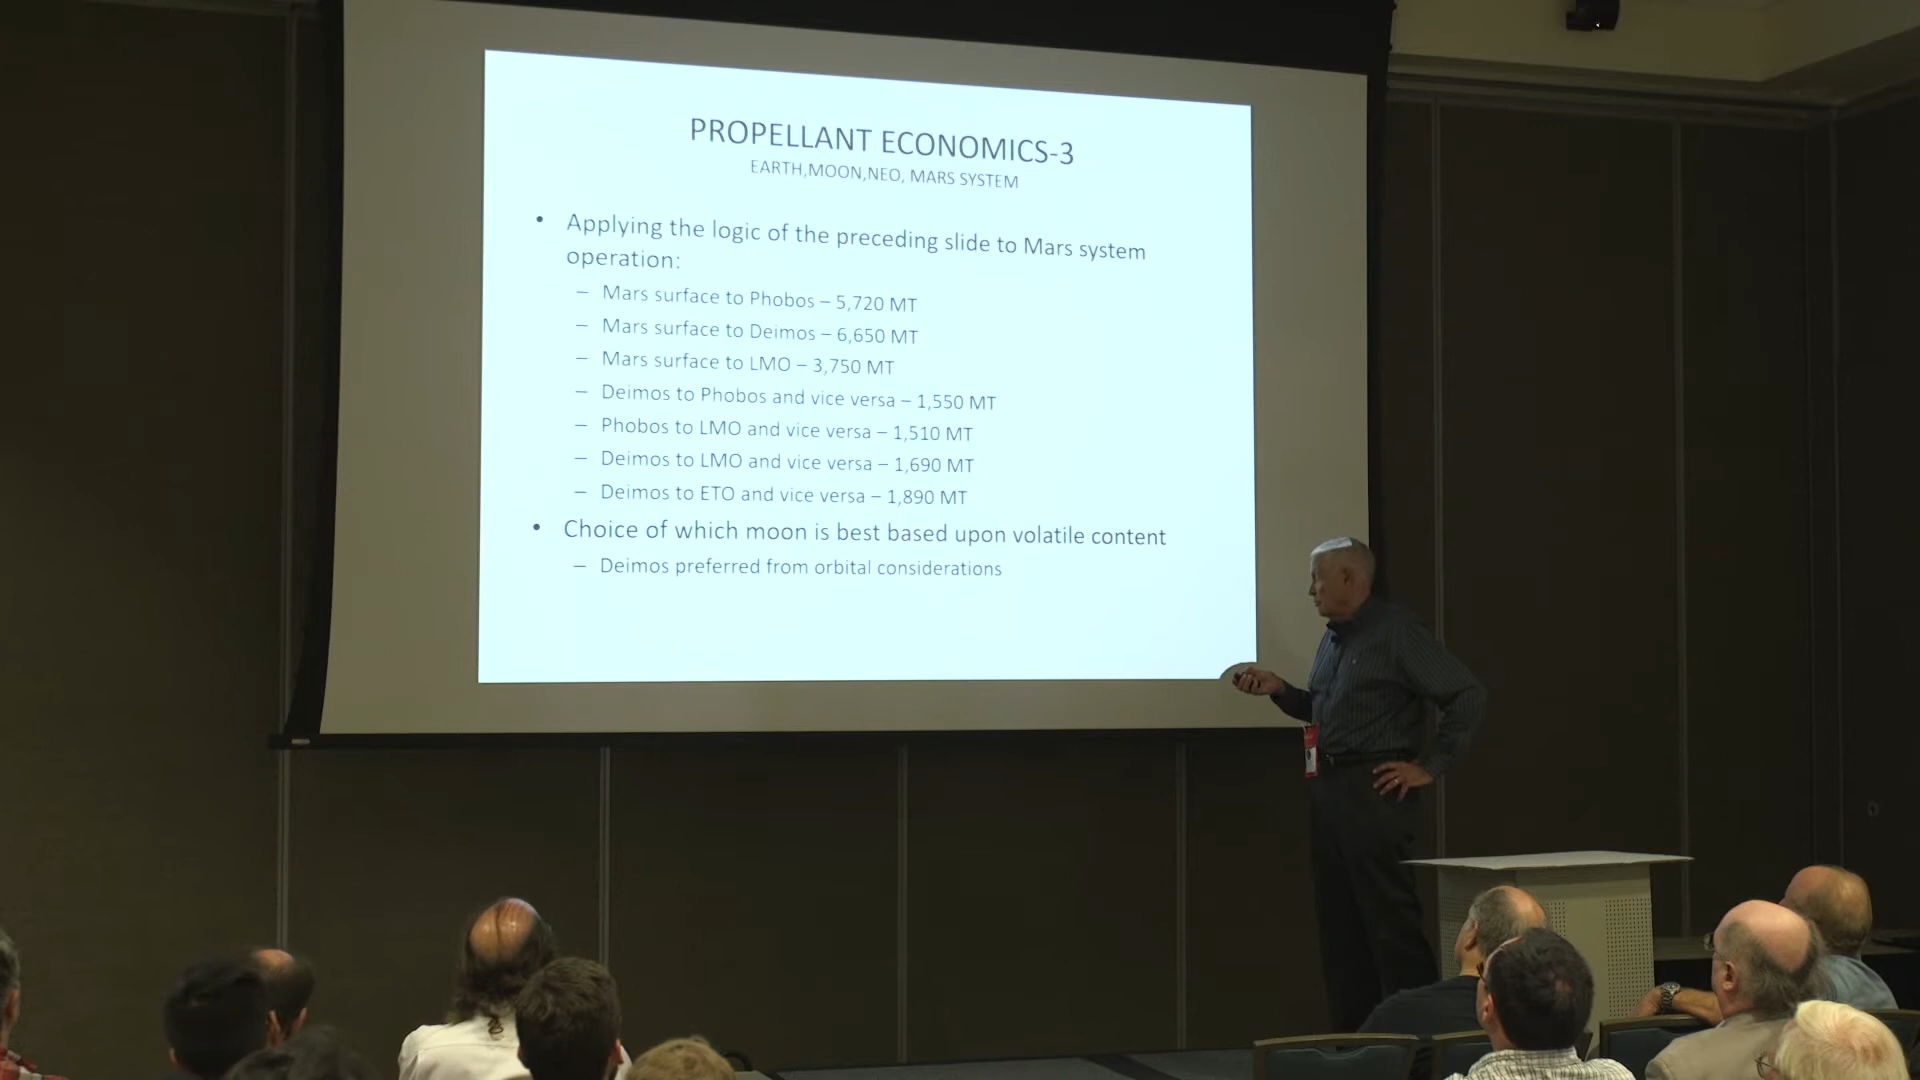 PROPELLANT ECONOMICS-3
EARTH,MOON,NEO, MARS SYSTEM
• Applying the logic of the preceding slide to Mars system
operation:
– Mars surface to Phobos – 5,720 MT
– Mars surface to Deimos – 6,650 MT
– Mars surface to LMO – 3,750 MT
– Deimos to Phobos and vice versa – 1,550 MT
– Phobos to LMO and vice versa – 1,510 MT
– Deimos to LMO and vice versa – 1,690 MT
– Deimos to ETO and vice versa – 1,890 MT
• Choice of which moon is best based upon volatile content
– Deimos preferred from orbital considerations